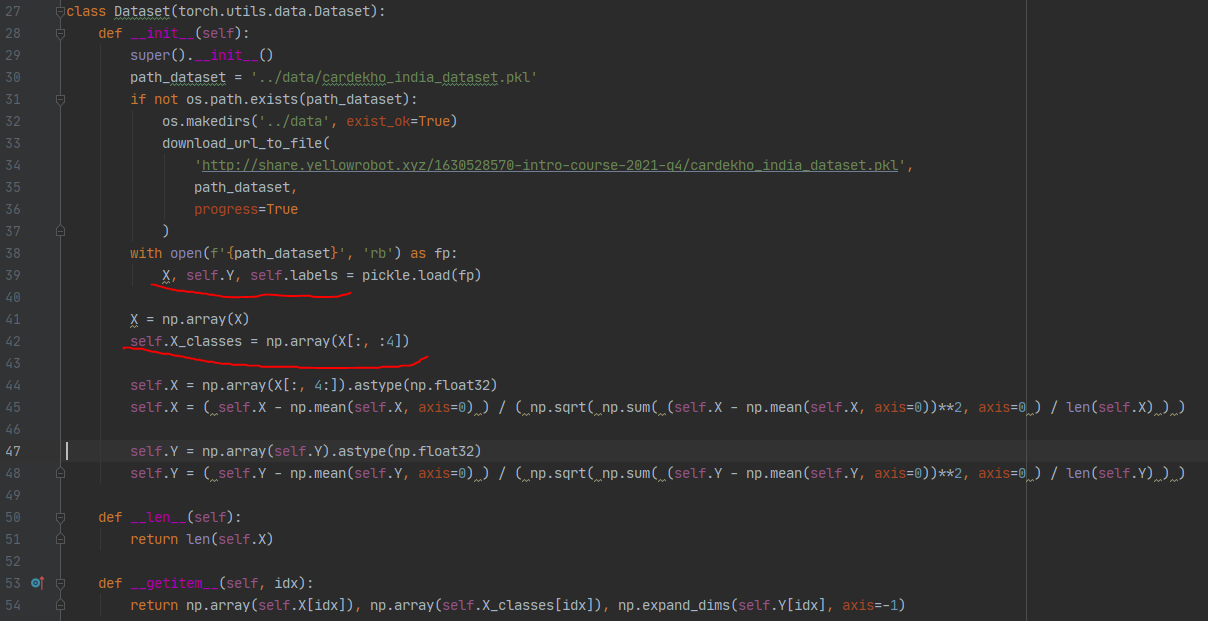 27 class Dataset(torch.utils.data.Dataset):
28     def __init__(self):
29         super().__init__()
30         path_dataset = '../data/cardekho_india_dataset.pkl'
31         if not os.path.exists(path_dataset):
32             os.makedirs('../data', exist_ok=True)
33             download_url_to_file(
34                 'http://share.yellowrobot.xyz/1630528570-intro-course-2021-q4/cardekho_india_dataset.pkl',
35                 path_dataset,
36                 progress=True
37             )
38         with open(f'{path_dataset}', 'rb') as fp:
39             X, self.Y, self.labels = pickle.load(fp)
40
41         X = np.array(X)
42         self.X_classes = np.array(X[:, :4])
43
44         self.X = np.array(X[:, 4:]).astype(np.float32)
45         self.X = ( self.X - np.mean(self.X, axis=0) ) / ( np.sqrt( np.sum( (self.X - np.mean(self.X, axis=0))**2, axis=0 ) / len(self.X) ) )
46
47         self.Y = np.array(self.Y).astype(np.float32)
48         self.Y = ( self.Y - np.mean(self.Y, axis=0) ) / ( np.sqrt( np.sum( (self.Y - np.mean(self.Y, axis=0))**2, axis=0 ) / len(self.Y) ) )
49
50     def __len__(self):
51         return len(self.X)
52
53     def __getitem__(self, idx):
54         return np.array(self.X[idx]), np.array(self.X_classes[idx]), np.expand_dims(self.Y[idx], axis=-1)